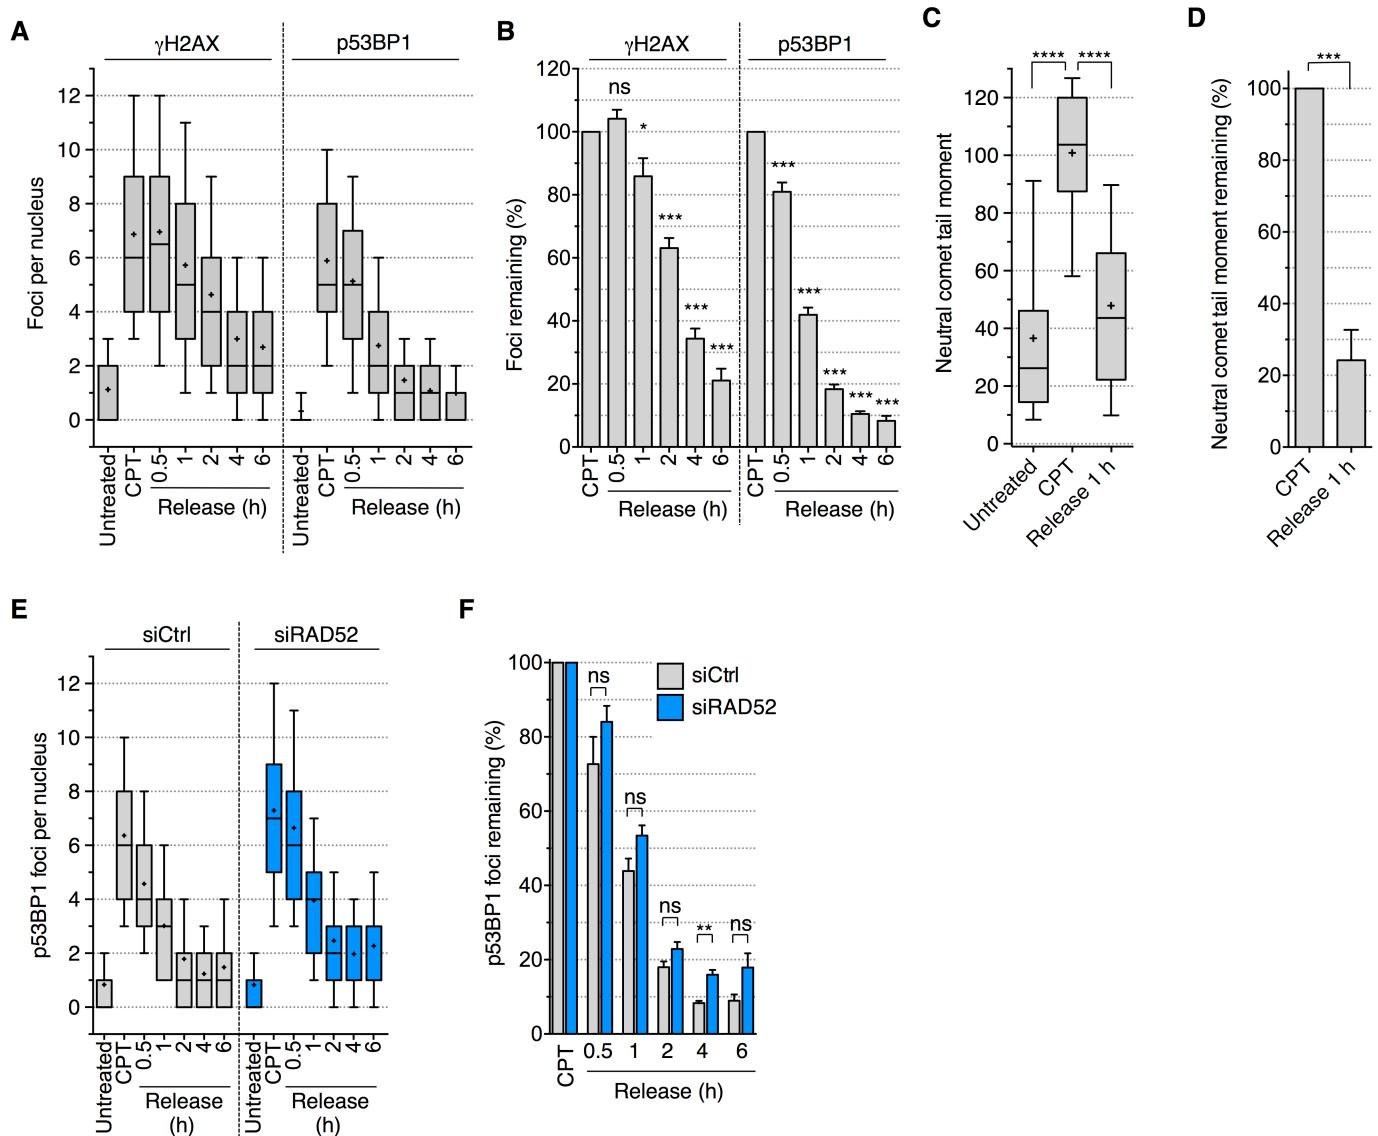 A
γH2AX
p53BP1
Foci per nucleus
12
10
8
6
4
2
0
Untreated
CPT
0.5
1
2
4
6
Release (h)
Untreated
CPT
0.5
1
2
4
6
Release (h)
B
γH2AX
p53BP1
Foci remaining (%)
120
100
80
60
40
20
0
ns
*
***
***
***
***
***
***
***
***
CPT
0.5
1
2
4
6
Release (h)
CPT
0.5
1
2
4
6
Release (h)
C
**** ****
Neutral comet tail moment
120
100
80
60
40
20
0
Untreated
CPT
Release 1 h
D
***
Neutral comet tail moment remaining (%)
100
80
60
40
20
0
CPT
Release 1 h
E
siCtrl
siRAD52
p53BP1 foci per nucleus
12
10
8
6
4
2
0
Untreated
CPT
0.5
1
2
4
6
Release
(h)
Untreated
CPT
0.5
1
2
4
6
Release
(h)
F
siCtrl
siRAD52
p53BP1 foci remaining (%)
100
80
60
40
20
0
ns
ns
ns
**
ns
CPT
0.5
1
2
4
6
Release (h)